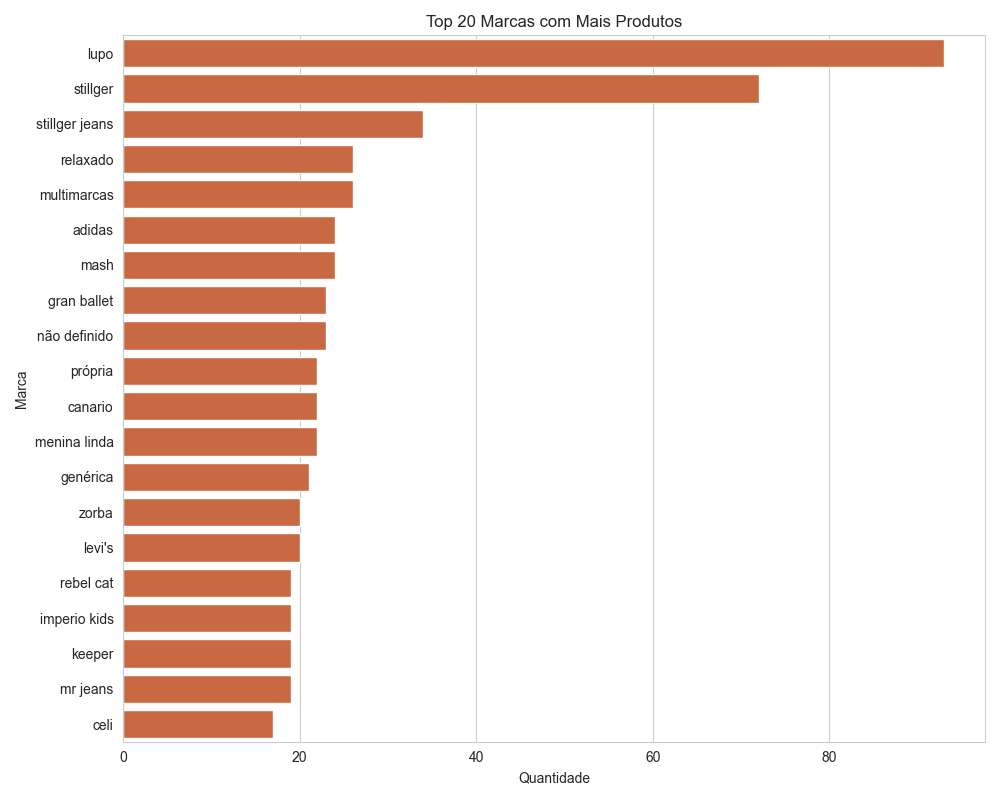 Top 20 Marcas com Mais Produtos
lupo
stillger
stillger jeans
relaxado
multimarcas
adidas
mash
gran ballet
não definido
própria
canario
menina linda
genérica
zorba
levi's
rebel cat
imperio kids
keeper
mr jeans
celi
Marca
0 20 40 60 80
Quantidade